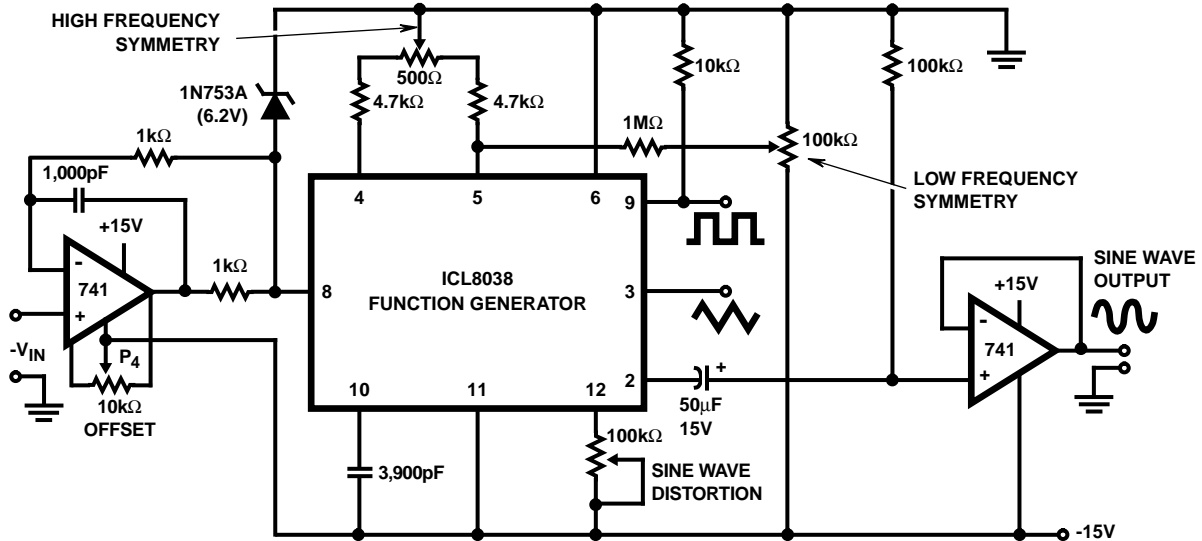 HIGH FREQUENCY
SYMMETRY
500Ω
10kΩ
100kΩ
1N753A
(6.2V)
4.7kΩ
4.7kΩ
1MΩ
100kΩ
1kΩ
1,000pF
LOW FREQUENCY
SYMMETRY
4
5
6
9
+15V
-
741
+
1kΩ
8
ICL8038
FUNCTION GENERATOR
3
SINE WAVE
OUTPUT
+15V
-
741
+
-VIN
P4
10kΩ
OFFSET
10
11
12
2
+
50μF
15V
100kΩ
3,900pF
SINE WAVE
DISTORTION
-15V